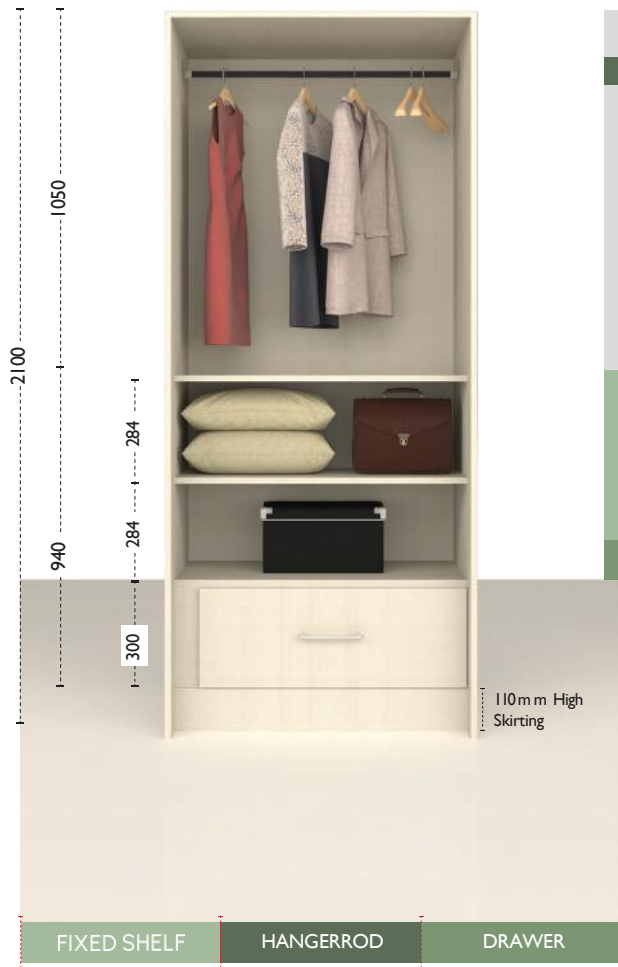 1050
2100
284
284
940
300
110mm High
Skirting
FIXED SHELF
HANGERROD
DRAWER